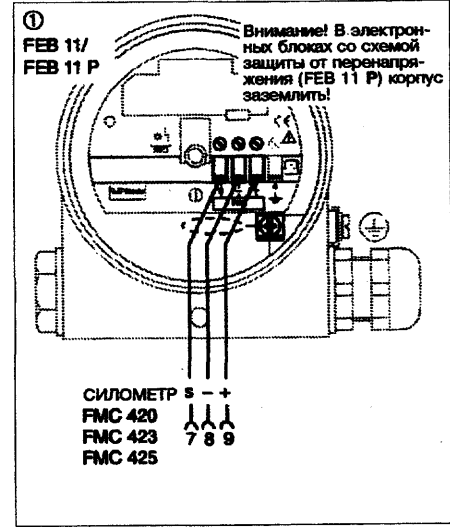 ①
FEB 11/
FEB 11 P
Внимание! В электрон-
ных блоках со схемой
защиты от перенапря-
жения (FEB 11 P) корпус
заземлить!
СИЛОМЕТР S – +
FMC 420
FMC 423 7 8 9
FMC 425